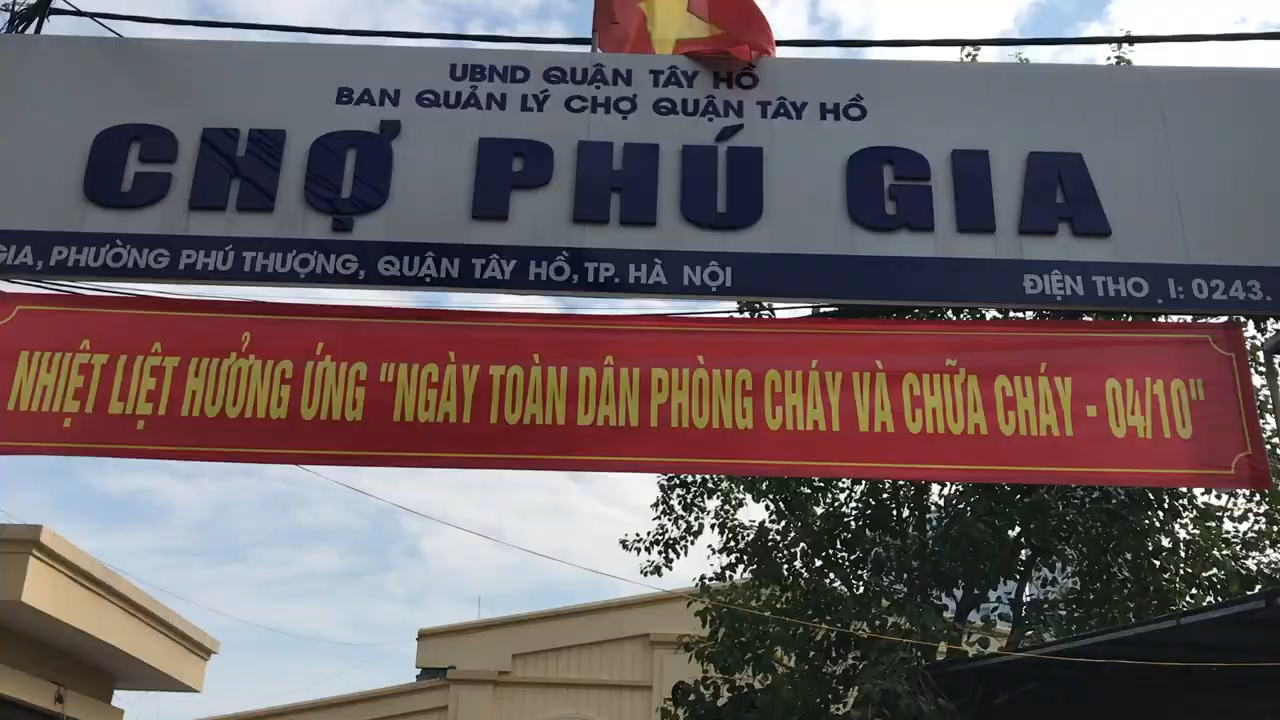 UBND QUẬN TÂY HỒ
BAN QUẢN LÝ CHỢ QUẬN TÂY HỒ
CHỢ PHÚ GIA
GIA, PHƯỜNG PHÚ THƯỢNG, QUẬN TÂY HỒ, TP. HÀ NỘI
ĐIỆN THO ̣ I: 0243.
NHIỆT LIỆT HƯỞNG ỨNG "NGÀY TOÀN DÂN PHÒNG CHÁY VÀ CHỮA CHÁY - 04/10"